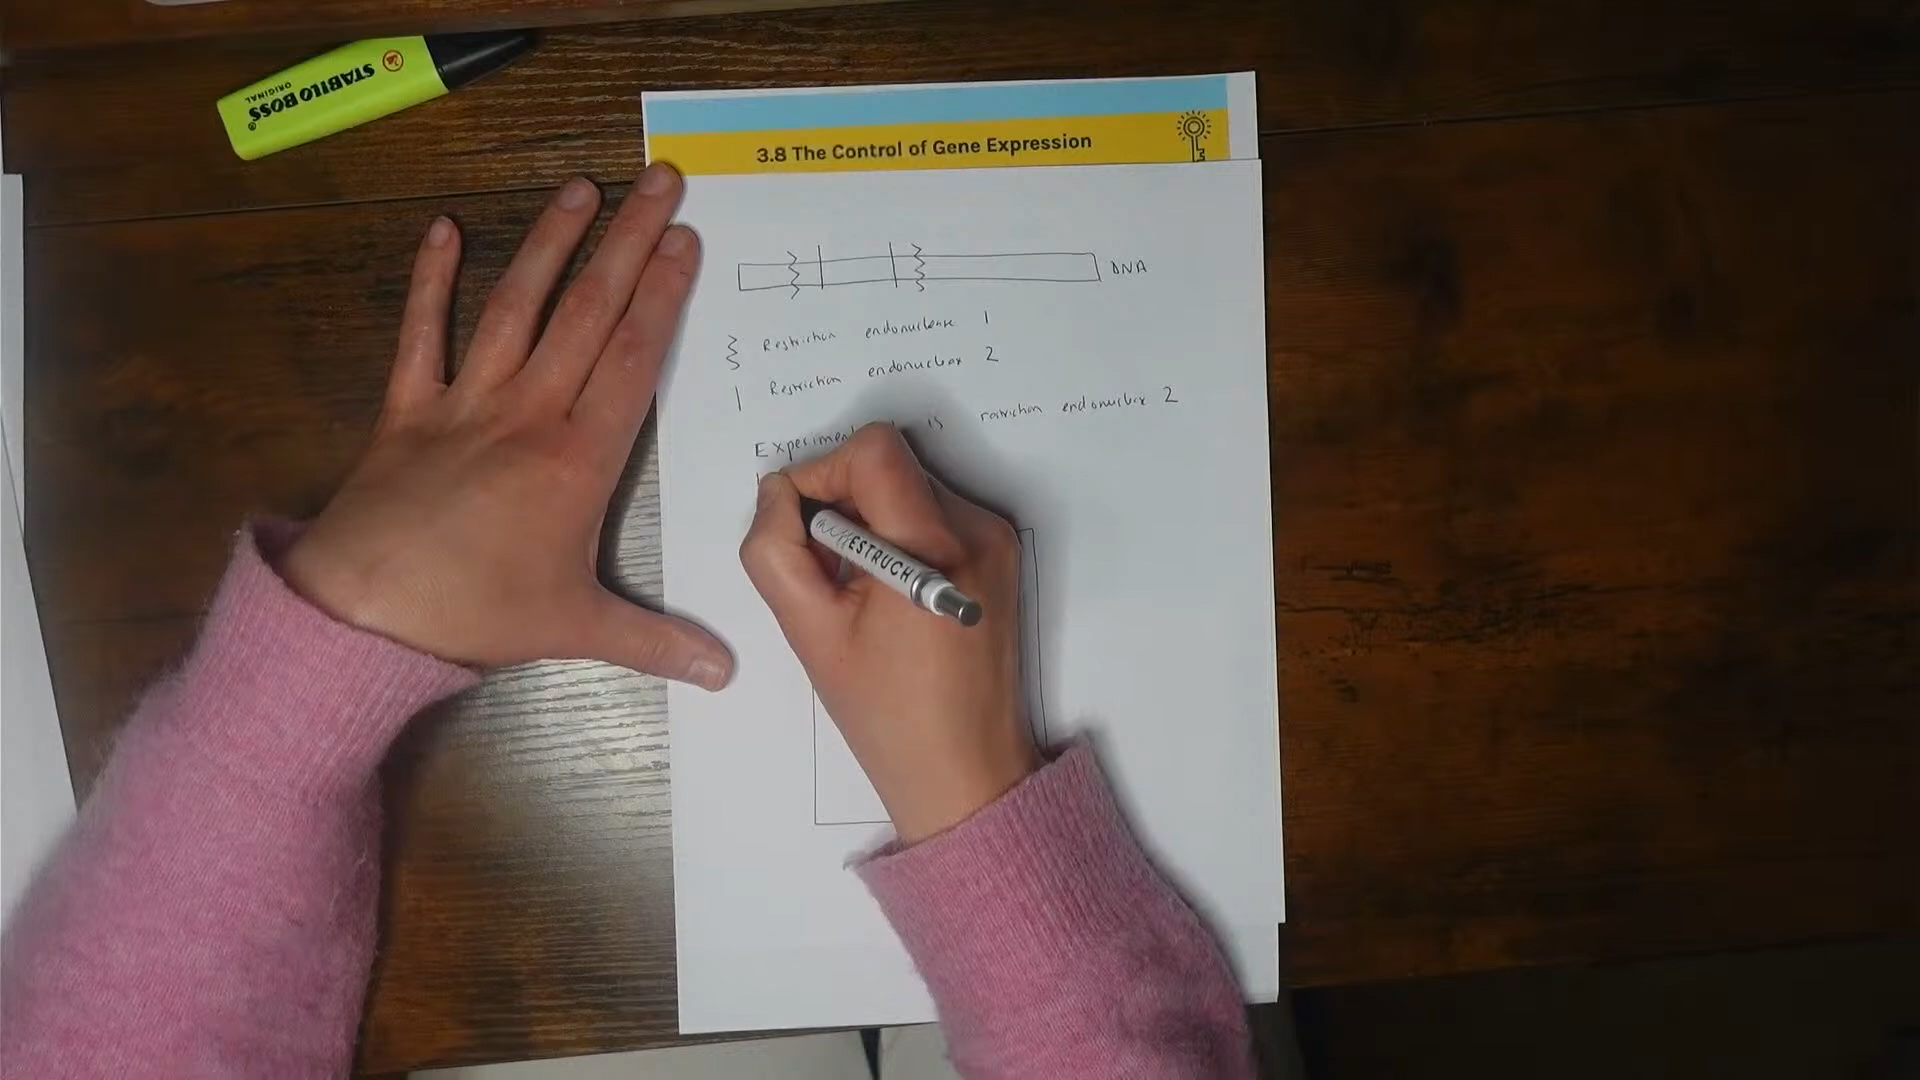 STABILO BOSS
ORIGINAL
3.8 The Control of Gene Expression
DNA
Restriction endonuclease 1
Restriction endonuclease 2
is restriction endonuclease 2
ESTRUCH